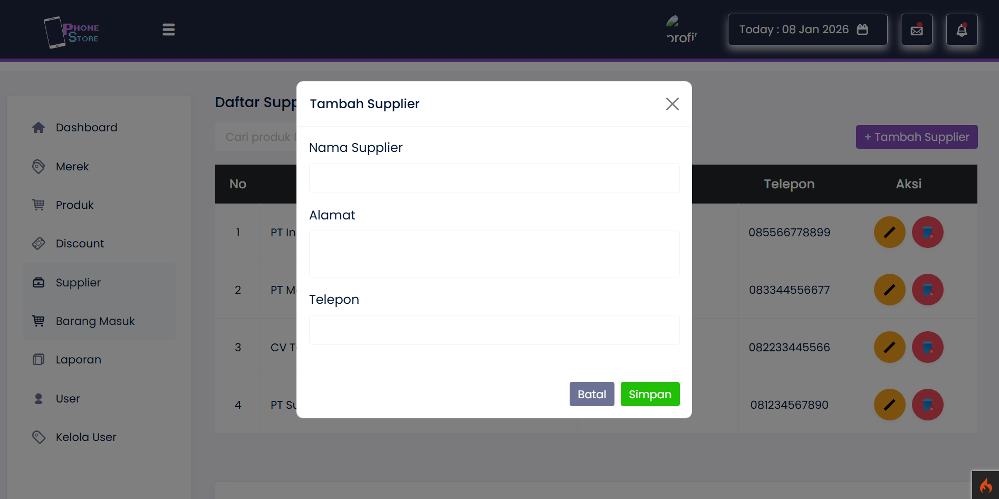 PHONE
STORE
profil
Today : 08 Jan 2026
Dashboard
Merek
Produk
Discount
Supplier
Barang Masuk
Laporan
User
Kelola User
Daftar Supp
Cari produk (
+ Tambah Supplier
No
Telepon
Aksi
1
PT In
085566778899
2
PT M
083344556677
3
CV T
082233445566
4
PT Su
081234567890
Tambah Supplier
Nama Supplier
Alamat
Telepon
Batal
Simpan